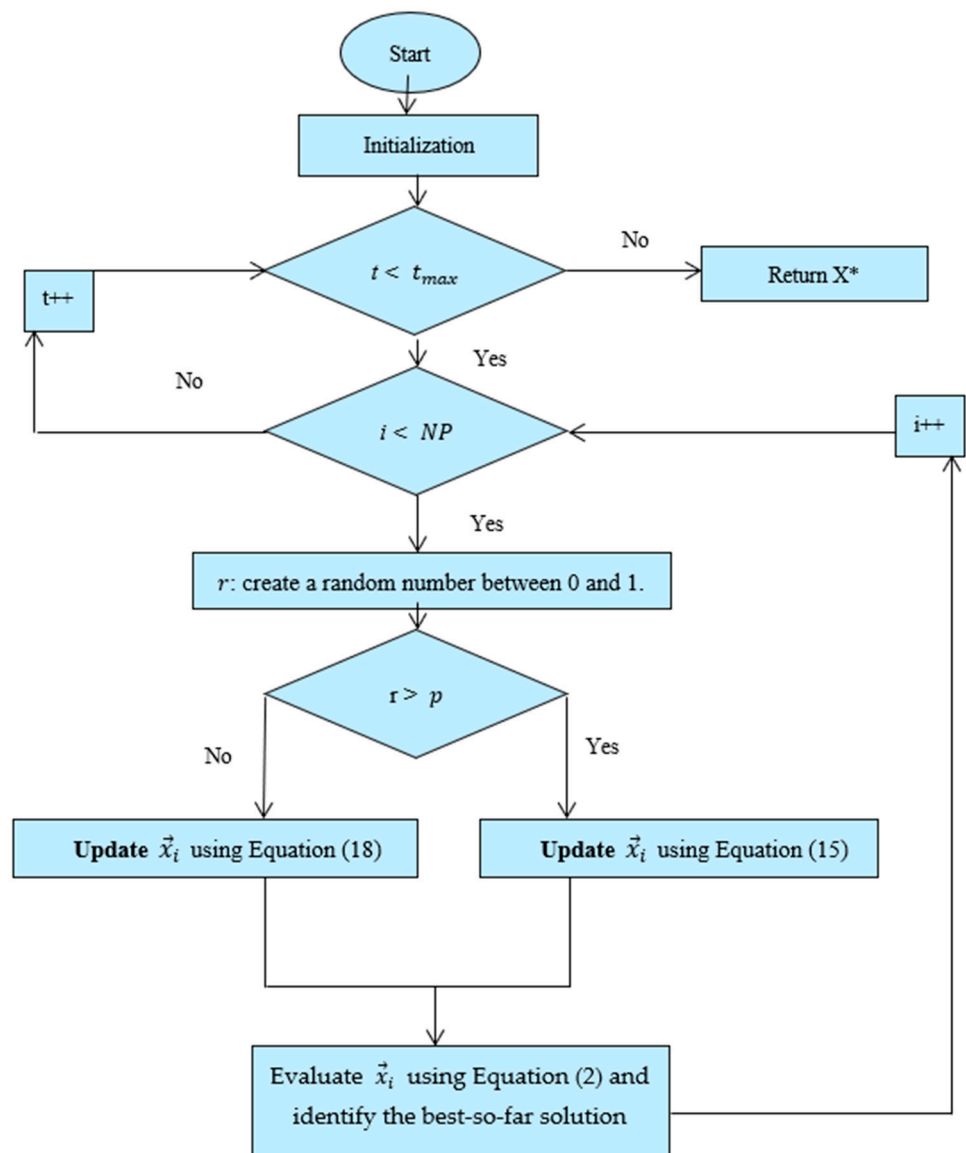 Start
Initialization
t < t_max
No
Return X*
t++
Yes
No
i < NP
i++
Yes
r: create a random number between 0 and 1.
r > p
No
Yes
Update x⃗_i using Equation (18)
Update x⃗_i using Equation (15)
Evaluate x⃗_i using Equation (2) and
identify the best-so-far solution